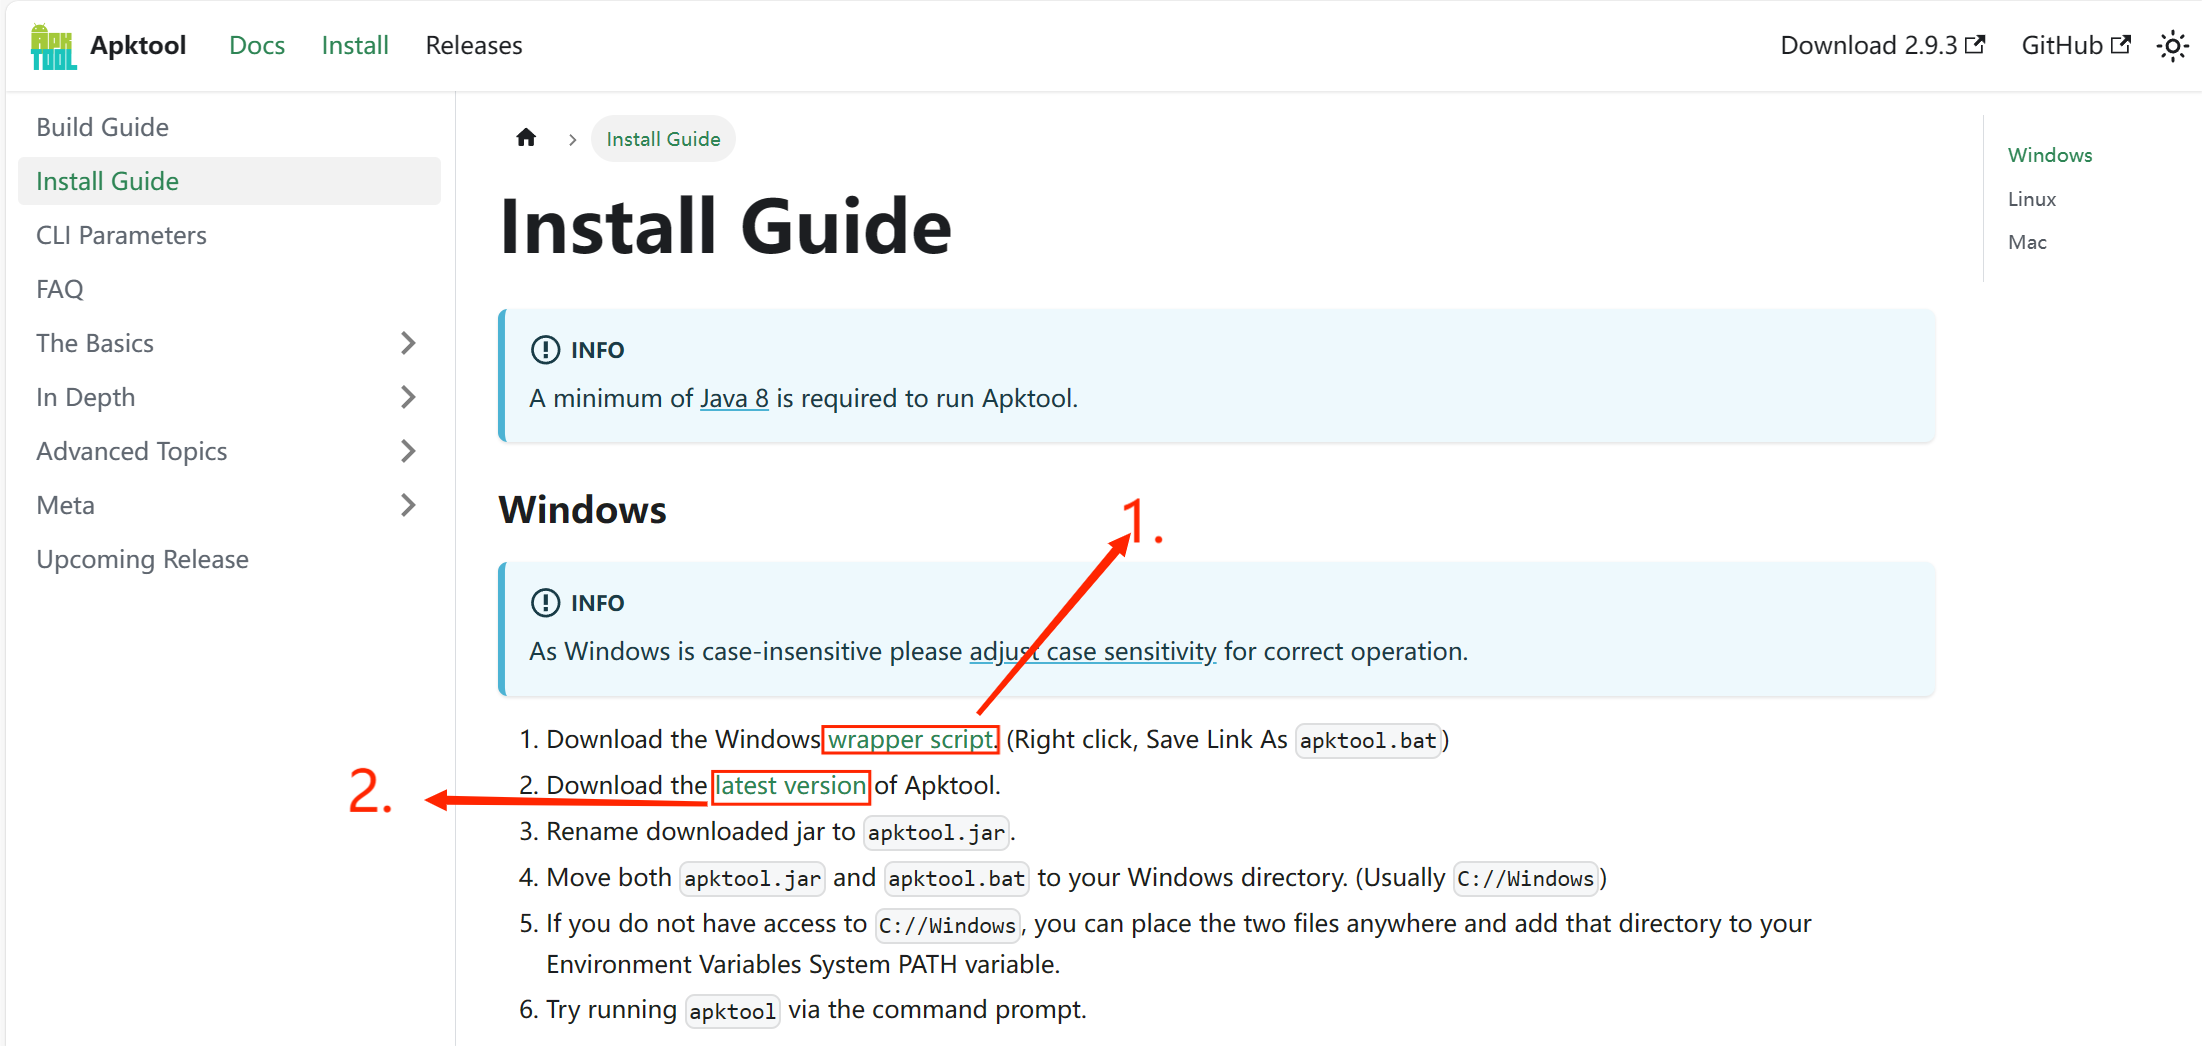 APK TOOL Apktool Docs Install Releases Download 2.9.3 GitHub
Build Guide
Install Guide
CLI Parameters
FAQ
The Basics
In Depth
Advanced Topics
Meta
Upcoming Release
Install Guide
Install Guide
INFO
A minimum of Java 8 is required to run Apktool.
Windows
1.
INFO
As Windows is case-insensitive please adjust case sensitivity for correct operation.
1. Download the Windows wrapper script. (Right click, Save Link As apktool.bat)
2.
2. Download the latest version of Apktool.
3. Rename downloaded jar to apktool.jar.
4. Move both apktool.jar and apktool.bat to your Windows directory. (Usually C://Windows)
5. If you do not have access to C://Windows, you can place the two files anywhere and add that directory to your
Environment Variables System PATH variable.
6. Try running apktool via the command prompt.
Windows
Linux
Mac